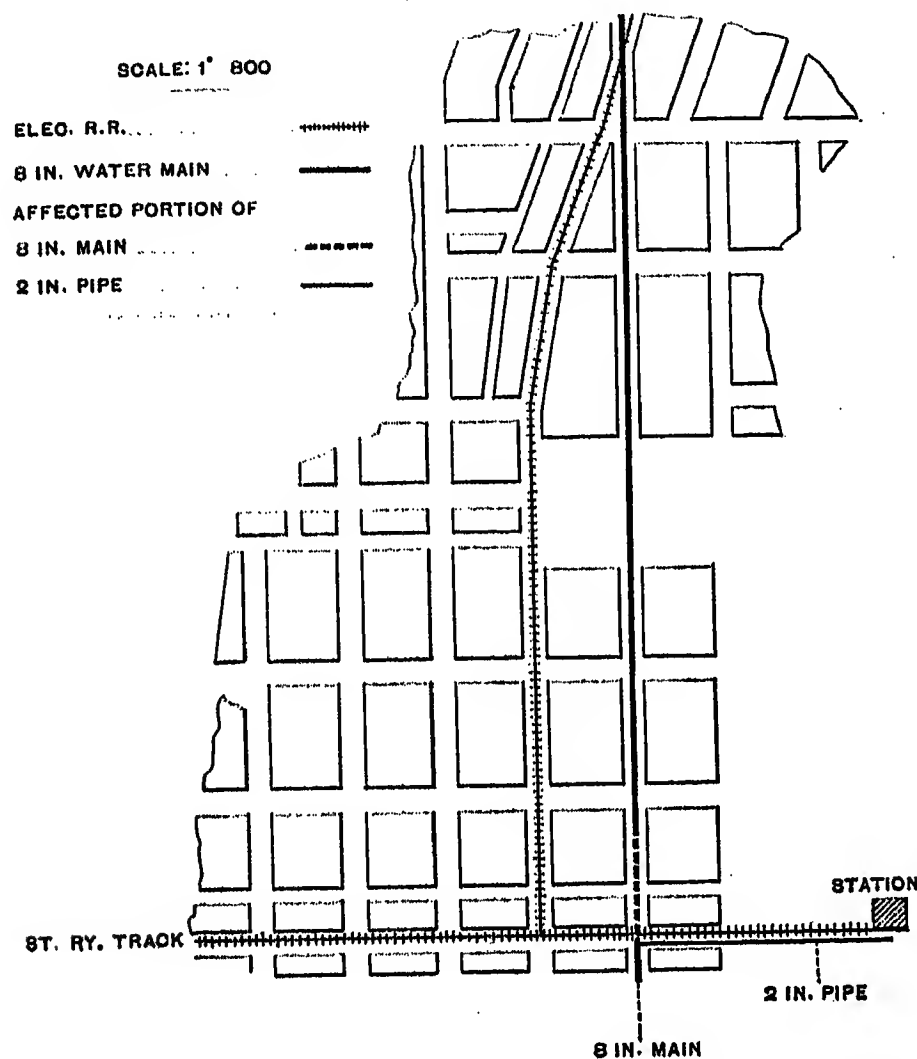 SCALE: 1" 800
ELEC. R.R.
8 IN. WATER MAIN
AFFECTED PORTION OF
8 IN. MAIN
2 IN. PIPE
STATION
ST. RY. TRACK
2 IN. PIPE
8 IN. MAIN